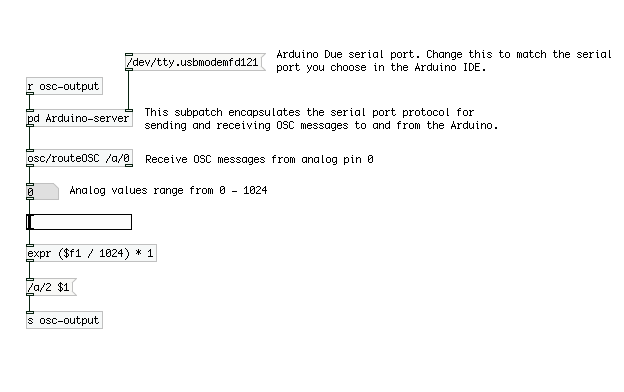 /dev/tty.usbmodemfd121
Arduino Due serial port. Change this to match the serial
port you choose in the Arduino IDE.
r osc-output
pd Arduino-server
This subpatch encapsulates the serial port protocol for
sending and receiving OSC messages to and from the Arduino.
osc/routeOSC /a/0
Receive OSC messages from analog pin 0
0
Analog values range from 0 - 1024
expr ($f1 / 1024) * 1
/a/2 $1
s osc-output